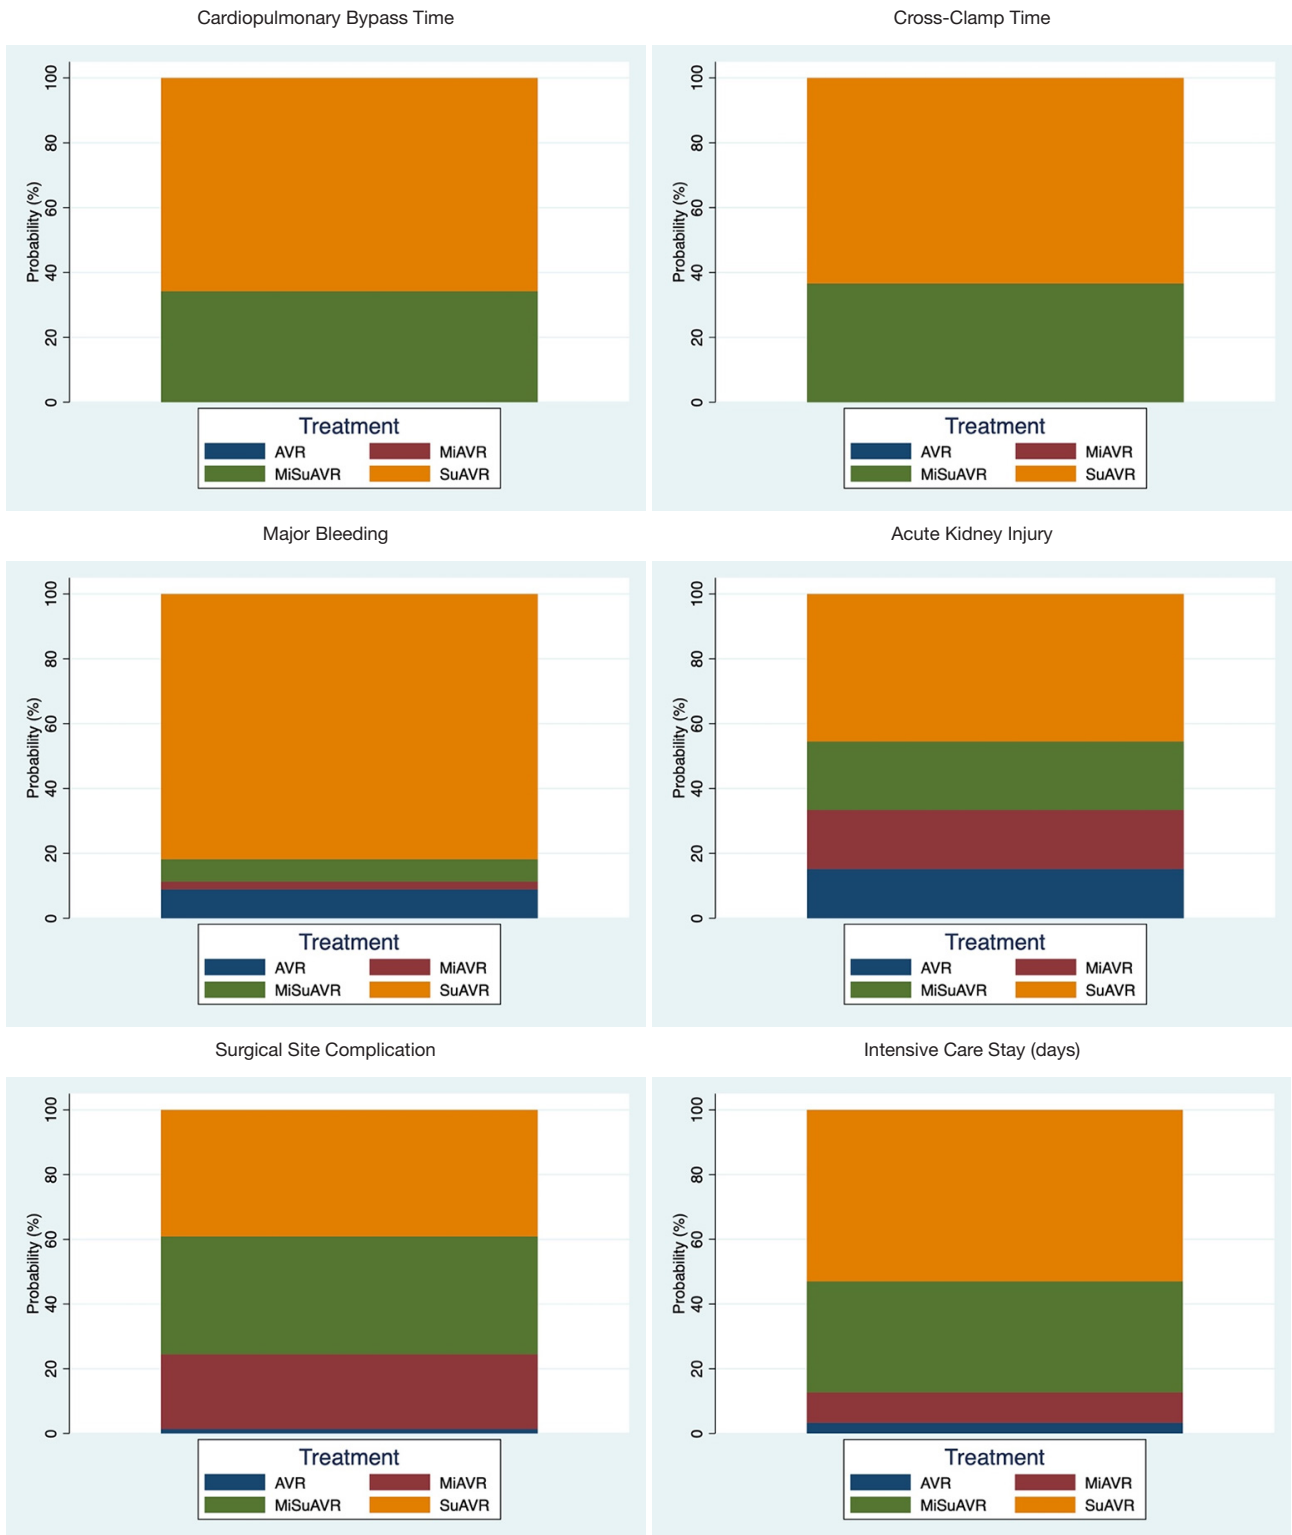 Cardiopulmonary Bypass Time
Probability (%)
100
80
60
40
20
0
Treatment
AVR MiAVR
MiSuAVR SuAVR
Cross-Clamp Time
Probability (%)
100
80
60
40
20
0
Treatment
AVR MiAVR
MiSuAVR SuAVR
Major Bleeding
Probability (%)
100
80
60
40
20
0
Treatment
AVR MiAVR
MiSuAVR SuAVR
Acute Kidney Injury
Probability (%)
100
80
60
40
20
0
Treatment
AVR MiAVR
MiSuAVR SuAVR
Surgical Site Complication
Probability (%)
100
80
60
40
20
0
Treatment
AVR MiAVR
MiSuAVR SuAVR
Intensive Care Stay (days)
Probability (%)
100
80
60
40
20
0
Treatment
AVR MiAVR
MiSuAVR SuAVR